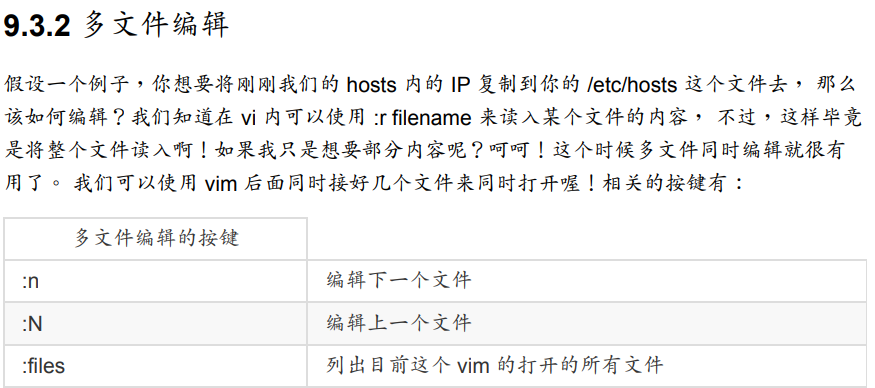 9.3.2 多文件编辑
假设一个例子，你想要将刚刚我们的 hosts 内的 IP 复制到你的 /etc/hosts 这个文件去， 那么
该如何编辑？我们知道在 vi 内可以使用 :r filename 来读入某个文件的内容， 不过，这样毕竟
是将整个文件读入啊！如果我只是想要部分内容呢？呵呵！这个时候多文件同时编辑就很有
用了。 我们可以使用 vim 后面同时接好几个文件来同时打开喔！相关的按键有：
多文件编辑的按键
:n 编辑下一个文件
:N 编辑上一个文件
:files 列出目前这个 vim 的打开的所有文件